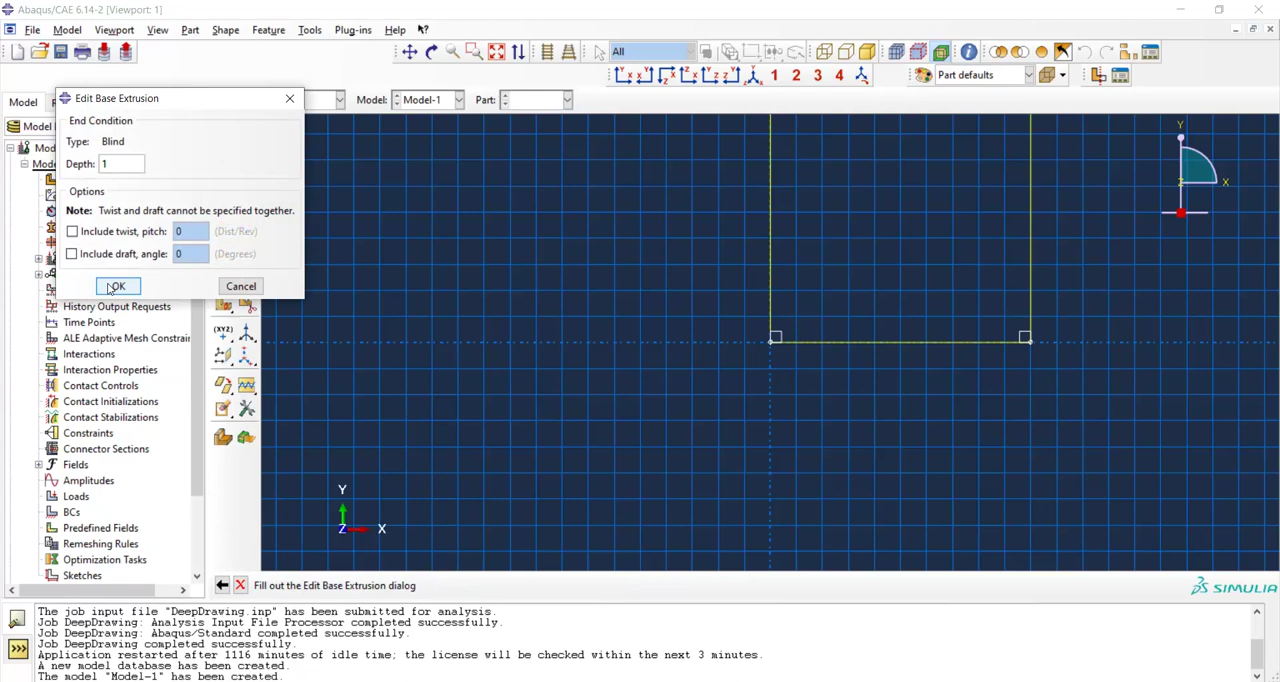 Abaqus/CAE 6.14-2 [Viewport: 1]
File Model Viewport View Part Shape Feature Tools Plug-ins Help
All
1 2 3 4 Part defaults
Model
Edit Base Extrusion
Model: Model-1 Part:
End Condition
Type: Blind
Depth: 1
Options
Note: Twist and draft cannot be specified together.
Include twist, pitch: 0 (Dist/Rev)
Include draft, angle: 0 (Degrees)
OK Cancel
History Output Requests
Time Points
ALE Adaptive Mesh Constrain
Interactions
Interaction Properties
Contact Controls
Contact Initializations
Contact Stabilizations
Constraints
Connector Sections
Fields
Amplitudes
Loads
BCs
Predefined Fields
Remeshing Rules
Optimization Tasks
Sketches
(XYZ)
Y
Z X
Y
Z X
Fill out the Edit Base Extrusion dialog
SIMULIA
The job input file "DeepDrawing.inp" has been submitted for analysis.
Job DeepDrawing: Analysis Input File Processor completed successfully.
Job DeepDrawing: Abaqus/Standard completed successfully.
Job DeepDrawing completed successfully.
Application restarted after 1116 minutes of idle time; the license will be checked within the next 3 minutes.
A new model database has been created.
The model "Model-1" has been created.